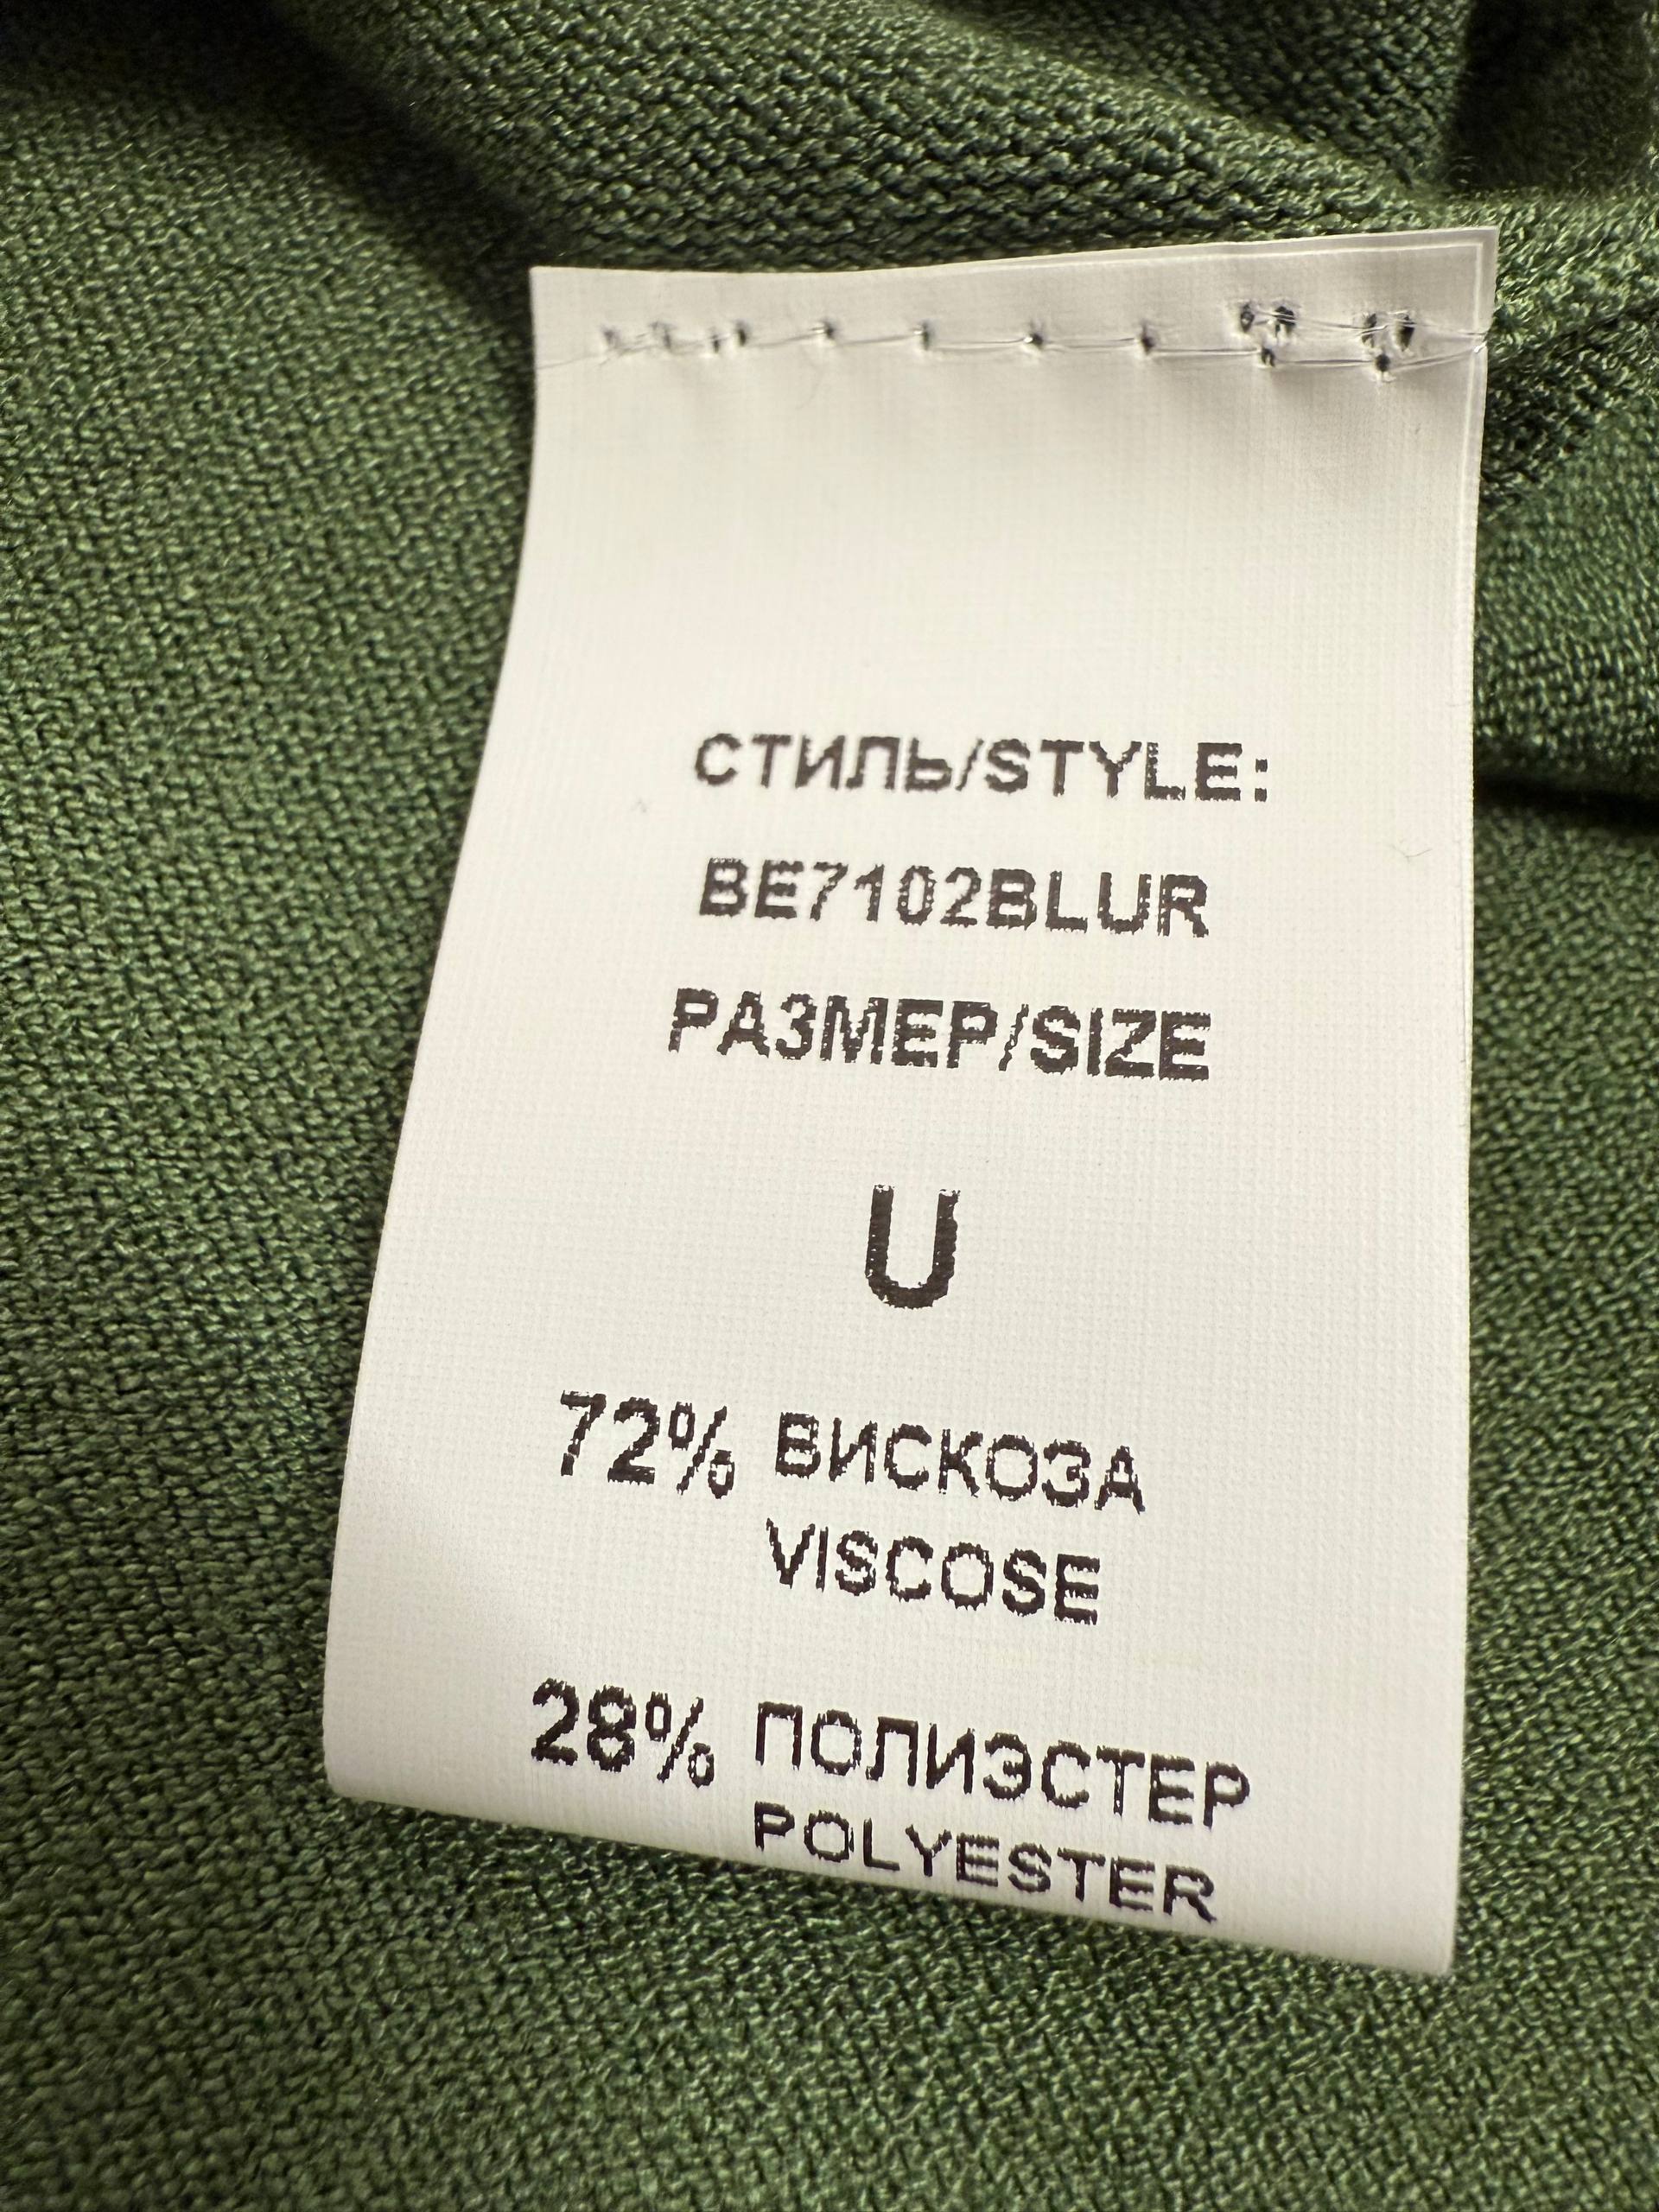 СТИЛЬ/STYLE:
BE7102BLUR
РАЗМЕР/SIZE
U
72% ВИСКОЗА
VISCOSE
28% ПОЛИЭСТЕР
POLYESTER